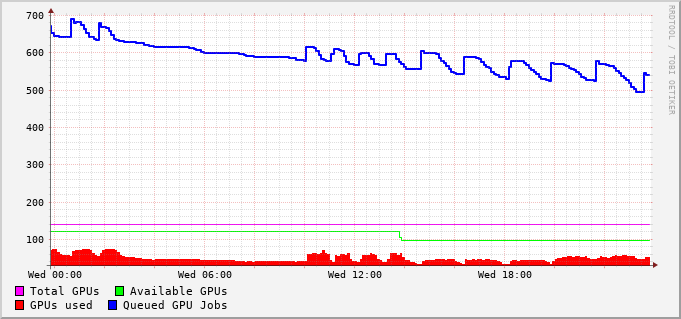 700
600
500
400
300
200
100
Wed 00:00 Wed 06:00 Wed 12:00 Wed 18:00
Total GPUs Available GPUs
GPUs used Queued GPU Jobs
RRDTOOL / TOBI OETIKER